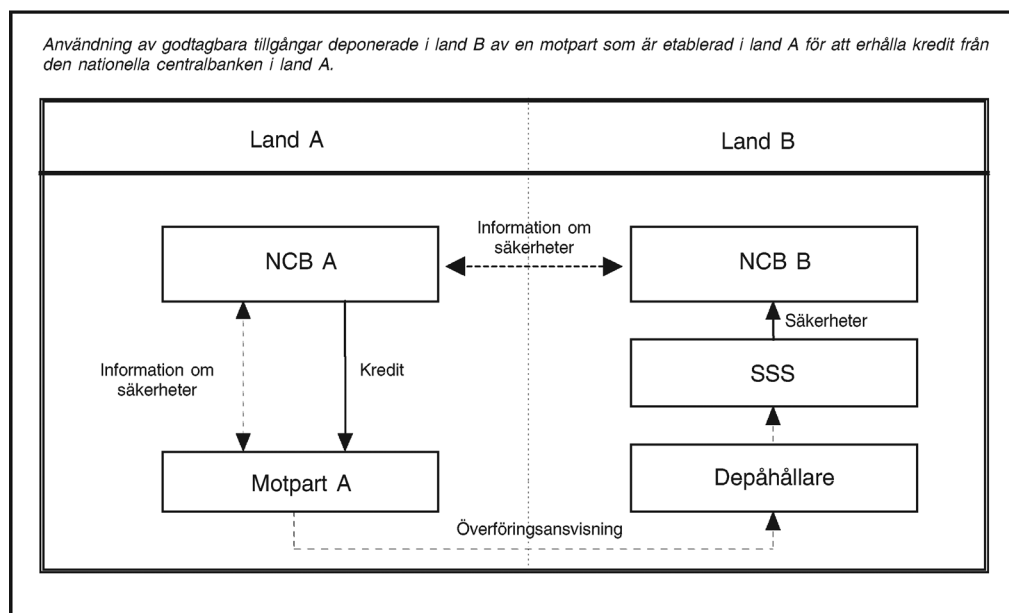 Användning av godtagbara tillgångar deponerade i land B av en motpart som är etablerad i land A för att erhålla kredit från
den nationella centralbanken i land A.
Land A
Land B
Information om
säkerheter
NCB A
NCB B
Säkerheter
Information om
säkerheter
Kredit
SSS
Motpart A
Depåhållare
Överföringsansvisning